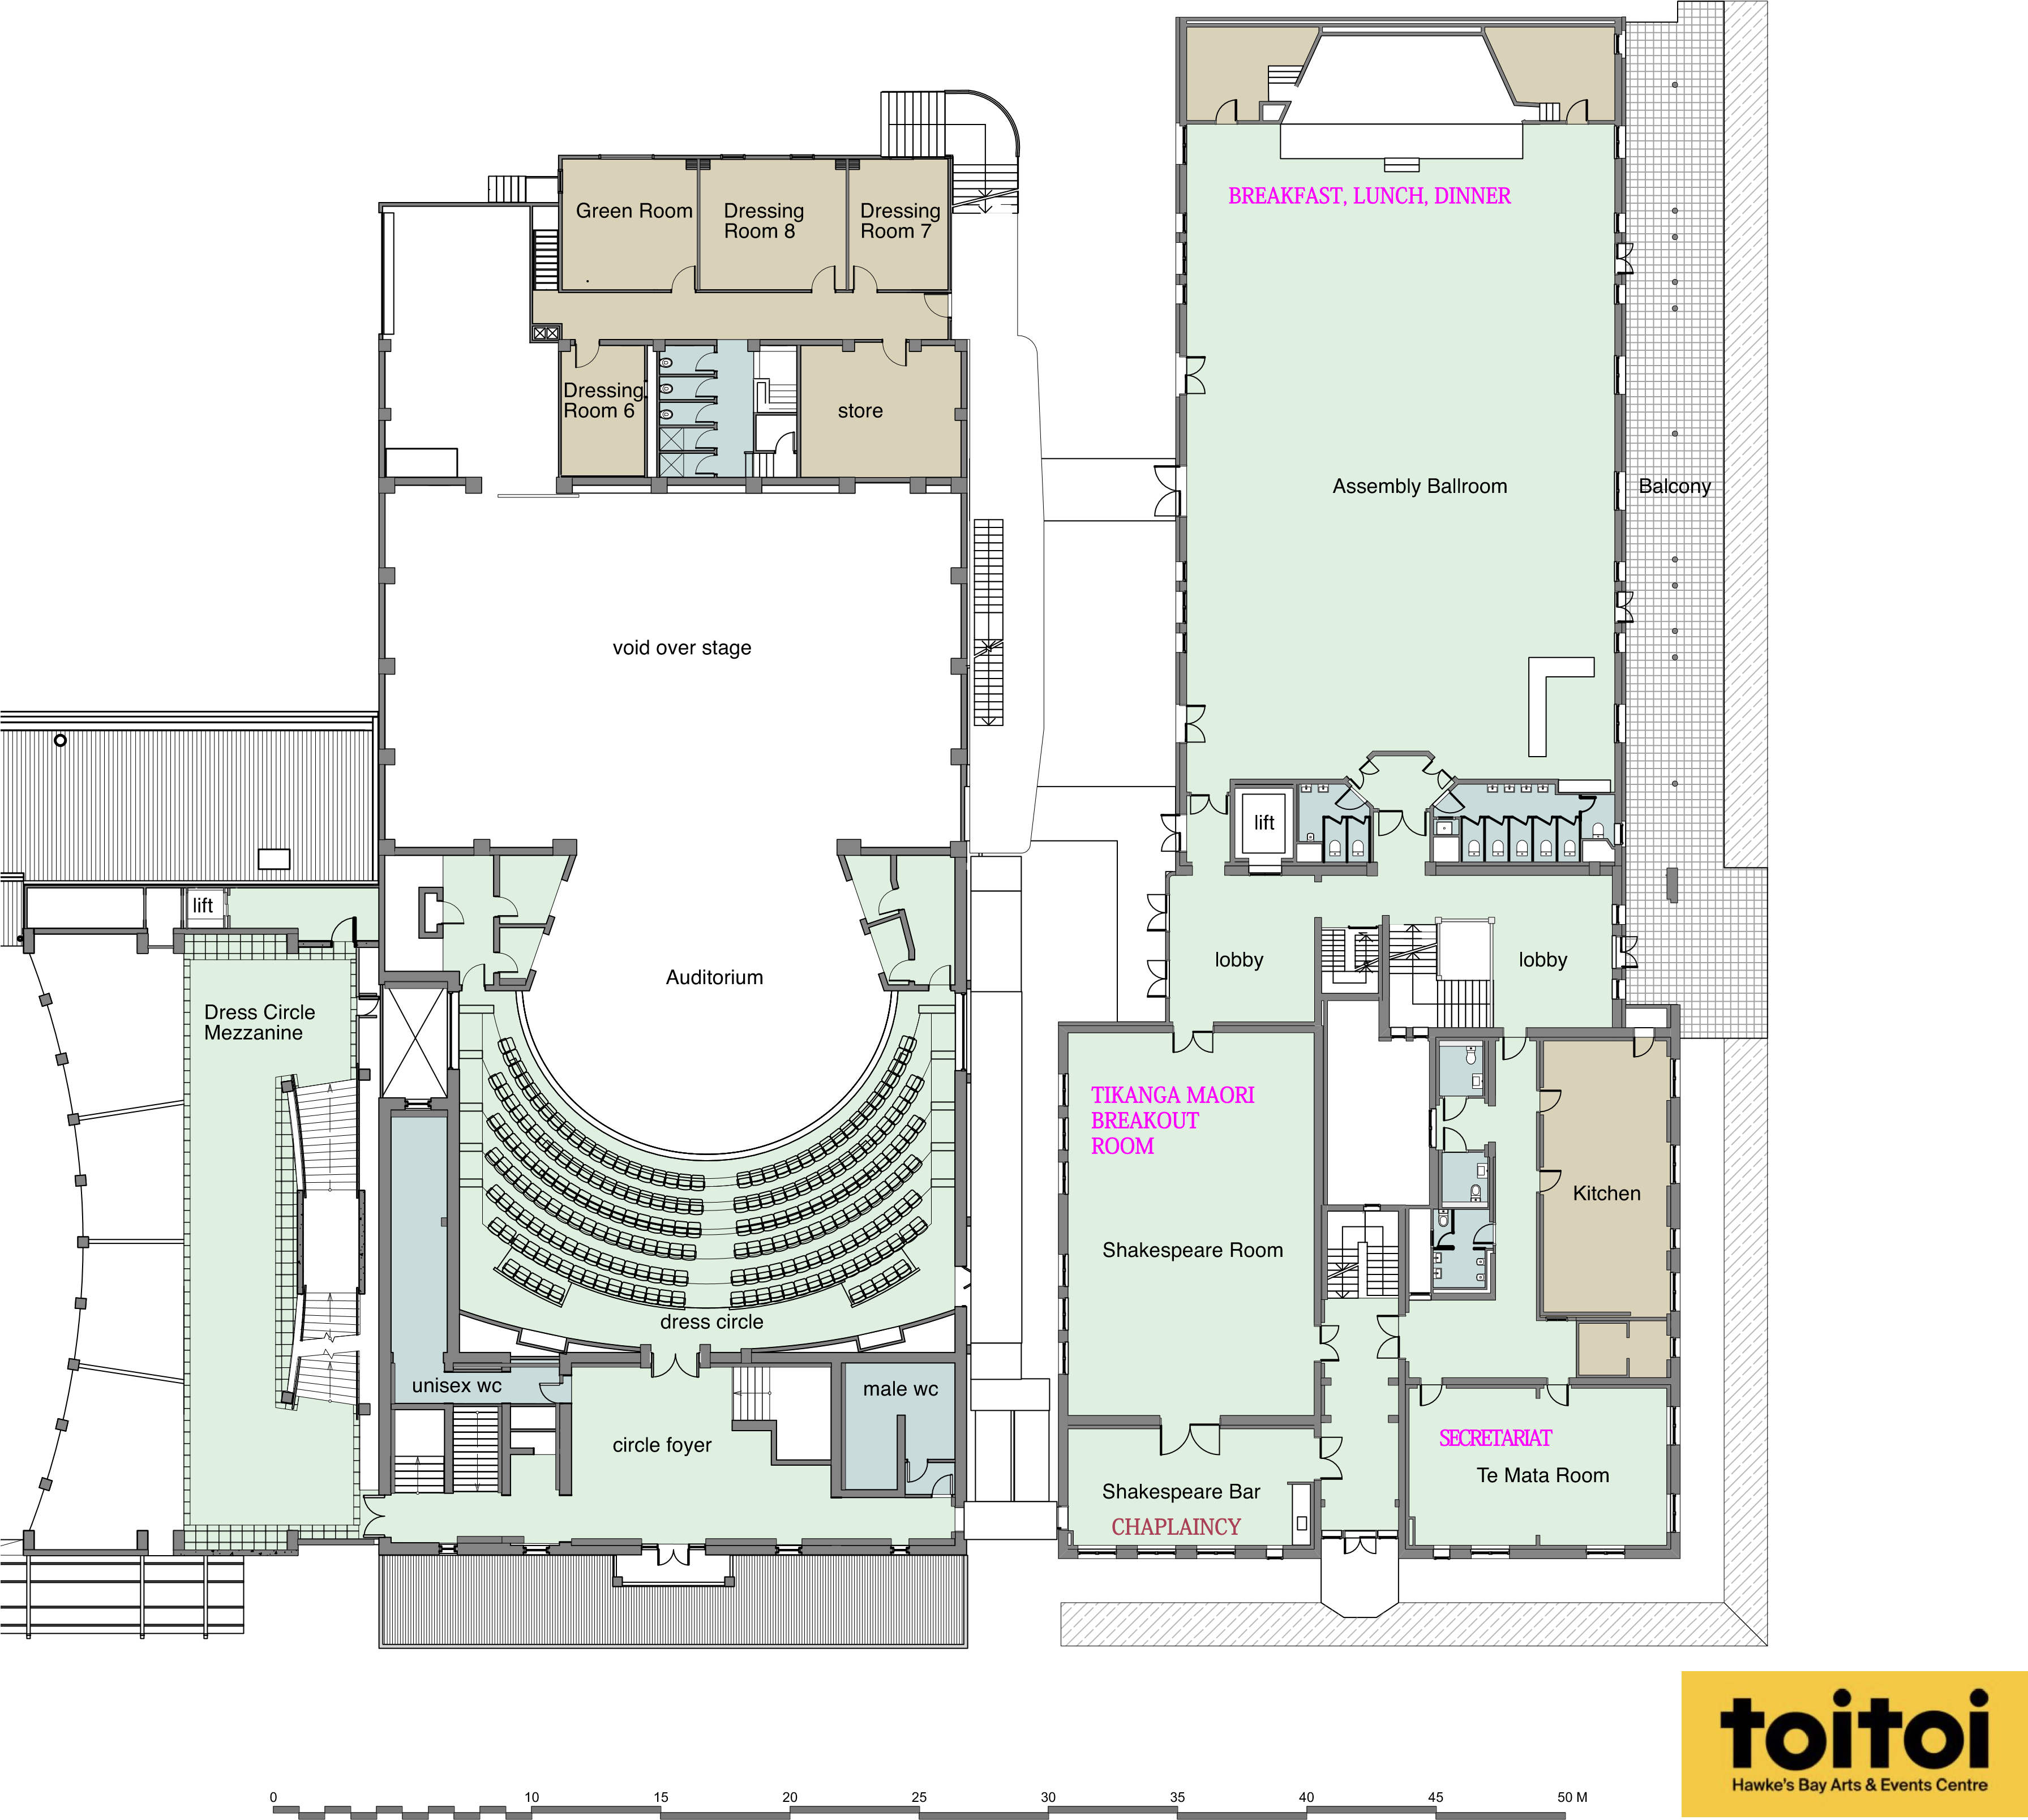 BREAKFAST, LUNCH, DINNER
Green Room
Dressing
Room 8
Dressing
Room 7
Dressing
Room 6
store
Assembly Ballroom
Balcony
void over stage
lift
lift
Auditorium
lobby
lobby
Dress Circle
Mezzanine
TIKANGA MAORI
BREAKOUT
ROOM
Kitchen
Shakespeare Room
dress circle
unisex wc
male wc
circle foyer
SECRETARIAT
Te Mata Room
Shakespeare Bar
CHAPLAINCY
toitoi
Hawke's Bay Arts & Events Centre
0 10 15 20 25 30 35 40 45 50 M